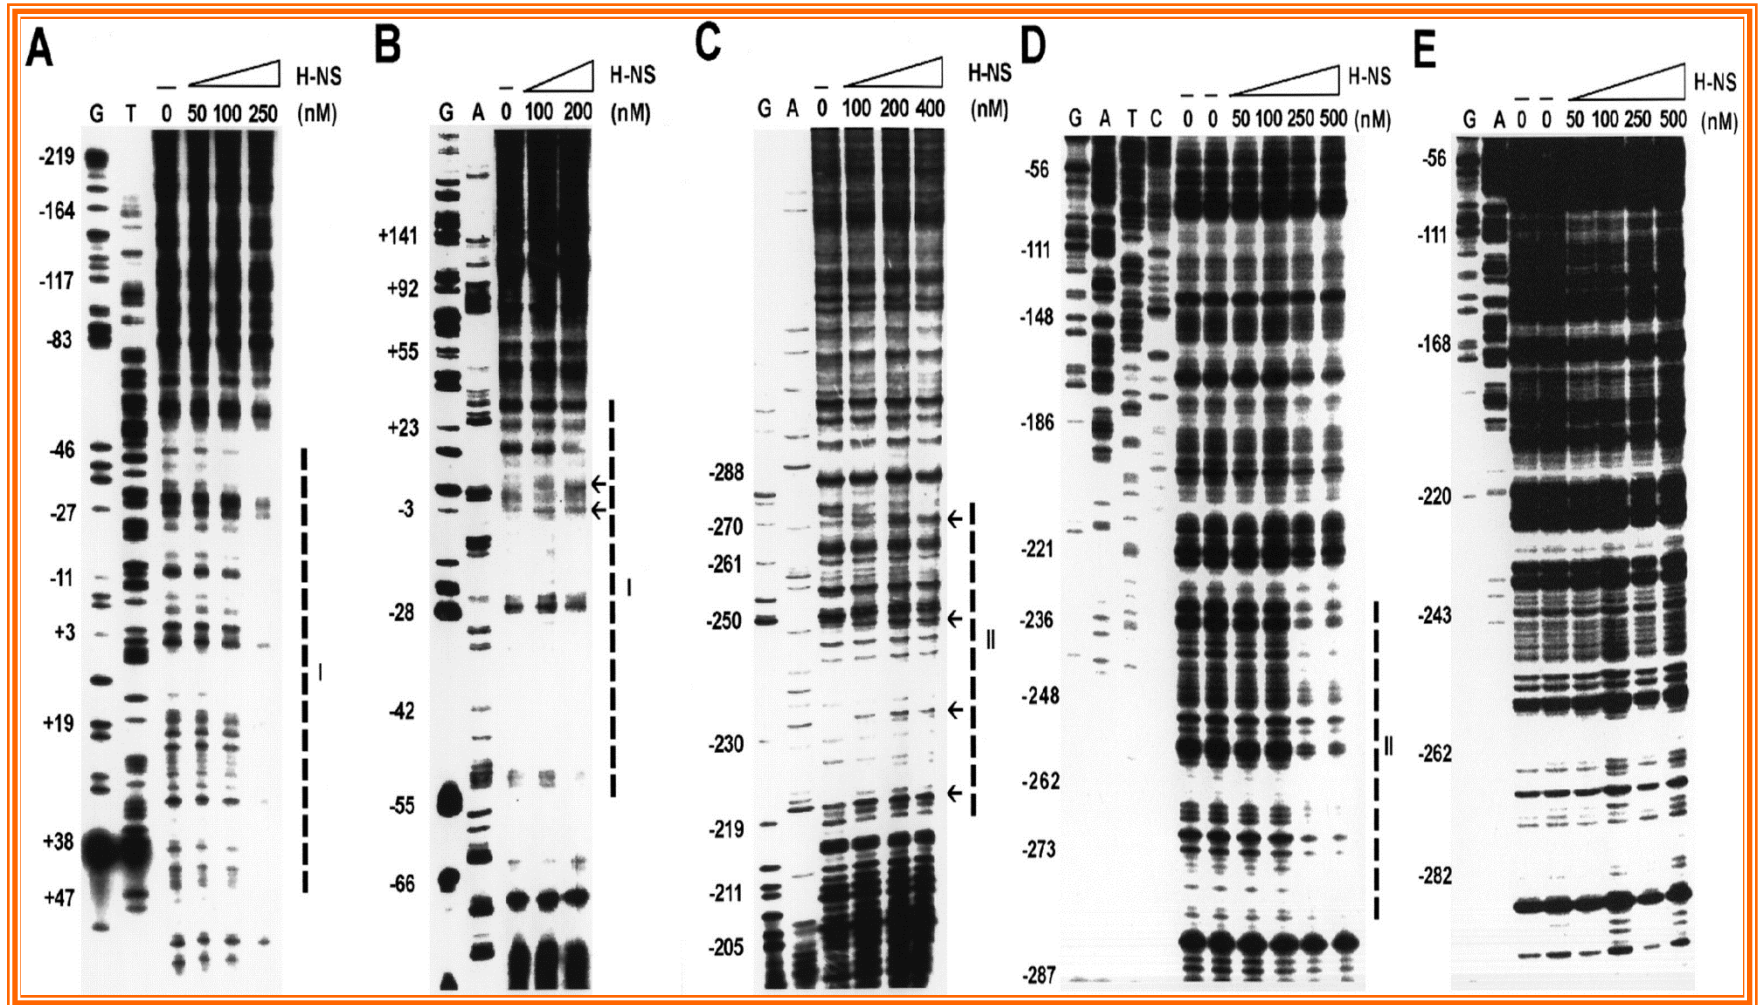 A
H-NS
G T 0 50 100 250 (nM)
-219
-164
-117
-83
-46
-27
-11
+3
+19
+38
+47
I
B
H-NS
G A 0 100 200 (nM)
+141
+92
+55
+23
-3
-28
-42
-55
-66
I
C
H-NS
G A 0 100 200 400 (nM)
-288
-270
-261
-250
-230
-219
-211
-205
II
D
H-NS
G A T C 0 0 50 100 250 500 (nM)
-56
-111
-148
-186
-221
-236
-248
-262
-273
-287
II
E
H-NS
G A 0 0 50 100 250 500 (nM)
-56
-111
-168
-220
-243
-262
-282